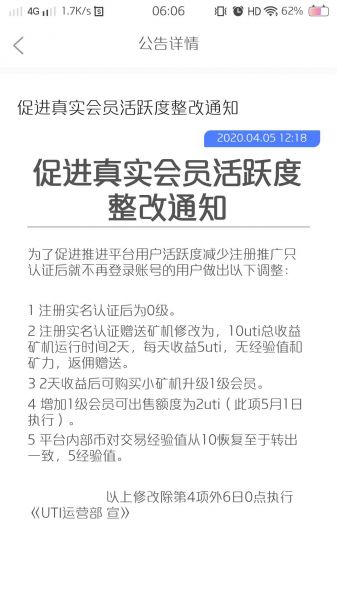 4G 1.7K/s 06:06 HD 62%
公告详情
促进真实会员活跃度整改通知
2020.04.05 12:18
促进真实会员活跃度
整改通知
为了促进推进平台用户活跃度减少注册推广只
认证后就不再登录账号的用户做出以下调整：
1 注册实名认证后为0级。
2 注册实名认证赠送矿机修改为，10uti总收益
矿机运行时间2天，每天收益5uti，无经验值和
矿力，返佣赠送。
3 2天收益后可购买小矿机升级1级会员。
4 增加1级会员可出售额度为2uti（此项5月1日
执行）。
5 平台内部币对交易经验值从10恢复至于转出
一致，5经验值。
以上修改除第4项外6日0点执行
《UTI运营部 宣》